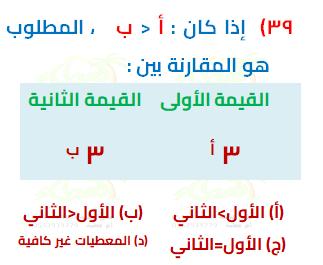 ٣٩) إذا كان : أ < ب ، المطلوب
هو المقارنة بين :
القيمة الأولى القيمة الثانية
٣ أ ٣ ب
(أ) الأول>الثاني (ب) الأول<الثاني
(ج) الأول=الثاني (د) المعطيات غير كافية